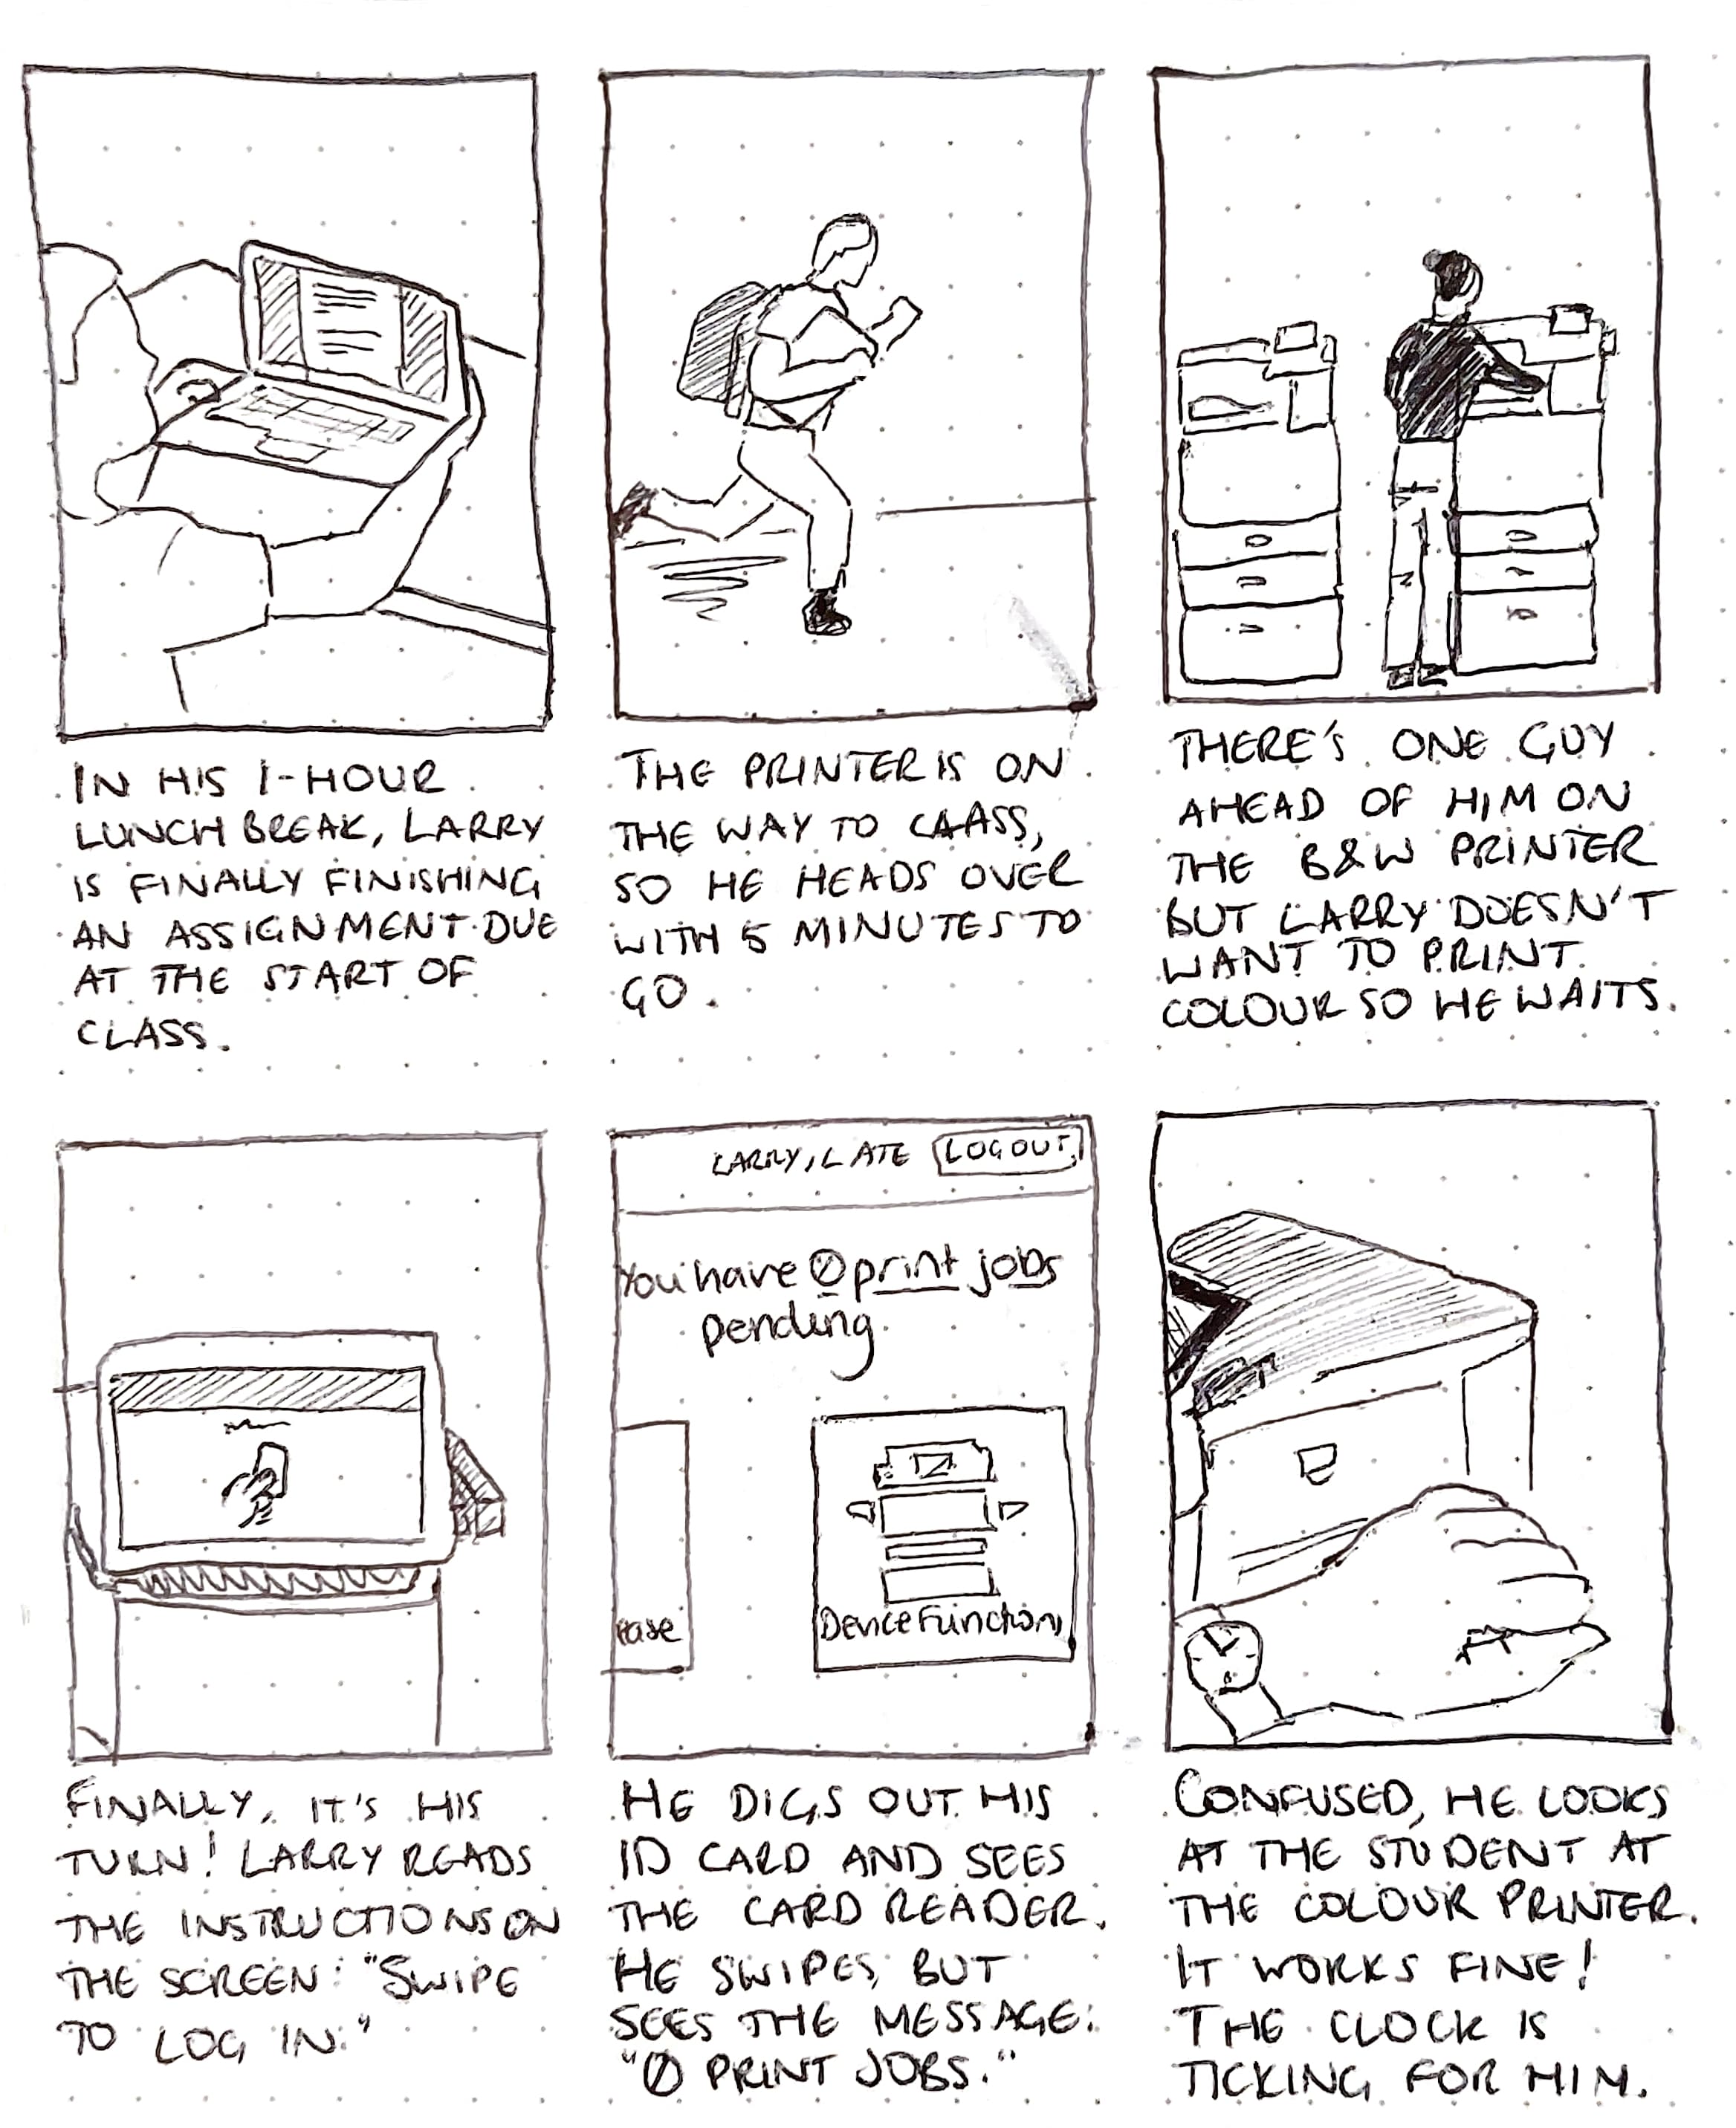 IN HIS 1-HOUR
LUNCH BREAK, LARRY
IS FINALLY FINISHING
AN ASSIGNMENT DUE
AT THE START OF
CLASS.
THE PRINTER IS ON
THE WAY TO CLASS,
SO HE HEADS OVER
WITH 5 MINUTES TO
GO.
THERE'S ONE GUY
AHEAD OF HIM ON
THE B&W PRINTER
BUT LARRY DOESN'T
WANT TO PRINT
COLOUR SO HE WAITS.
LARRY, LATE LOGOUT
You have 0 print jobs
pending
ease
Device Functions
FINALLY, IT'S HIS
TURN! LARRY READS
THE INSTRUCTIONS ON
THE SCREEN: "SWIPE
TO LOG IN."
HE DIGS OUT HIS
ID CARD AND SEES
THE CARD READER.
HE SWIPES, BUT
SEES THE MESSAGE:
"0 PRINT JOBS."
CONFUSED, HE LOOKS
AT THE STUDENT AT
THE COLOUR PRINTER.
IT WORKS FINE!
THE CLOCK IS
TICKING FOR HIM.